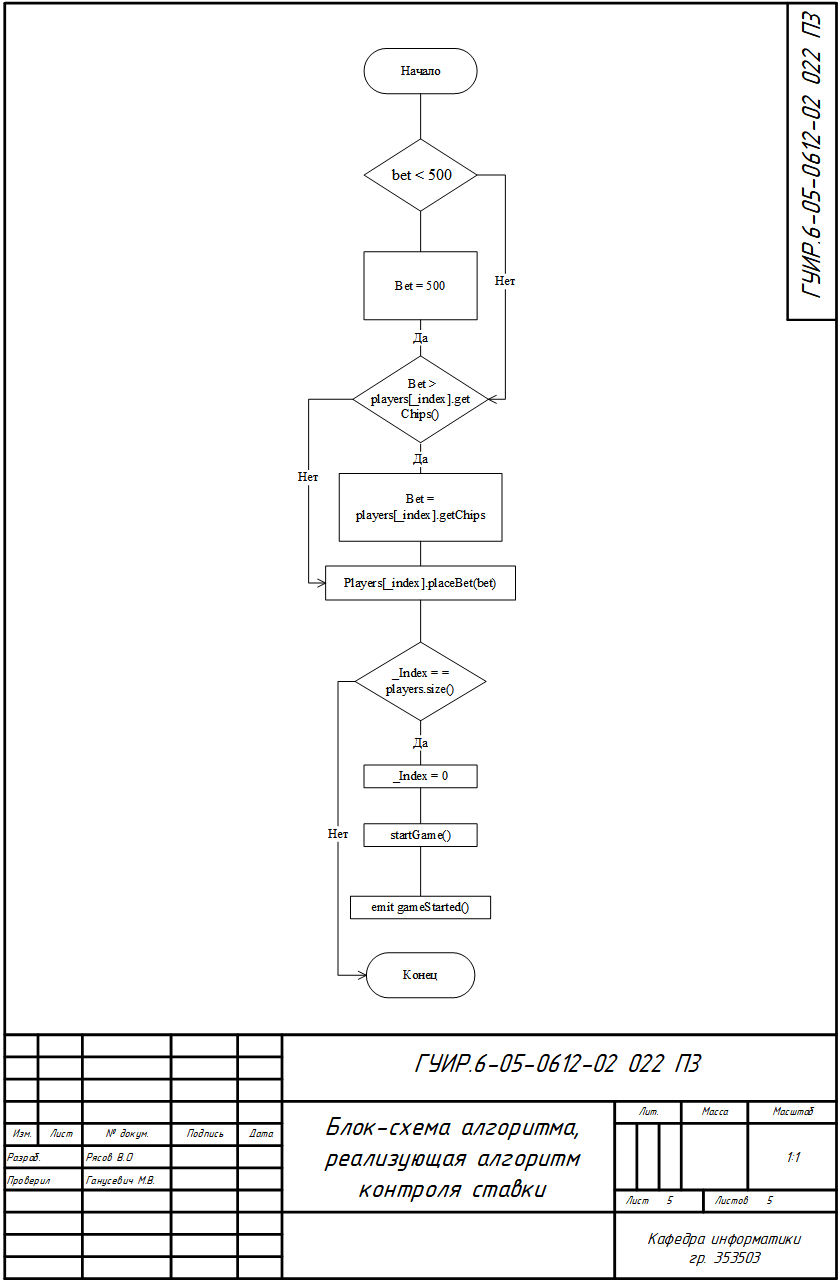 ГУИР.6-05-0612-02 022 ПЗ
Начало
bet < 500
Нет
Bet = 500
Да
Bet >
players[_index].get
Chips()
Да
Нет
Bet =
players[_index].getChips
Players[_index].placeBet(bet)
_Index = =
players.size()
Да
_Index = 0
Нет
startGame()
emit gameStarted()
Конец
ГУИР.6-05-0612-02 022 ПЗ
Изм. Лист № докум. Подпись Дата
Разраб. Рясов В.О
Проверил Ганусевич М.В.
Блок-схема алгоритма,
реализующая алгоритм
контроля ставки
Лит. Масса Масштаб
1:1
Лист 5 Листов 5
Кафедра информатики
гр. 353503